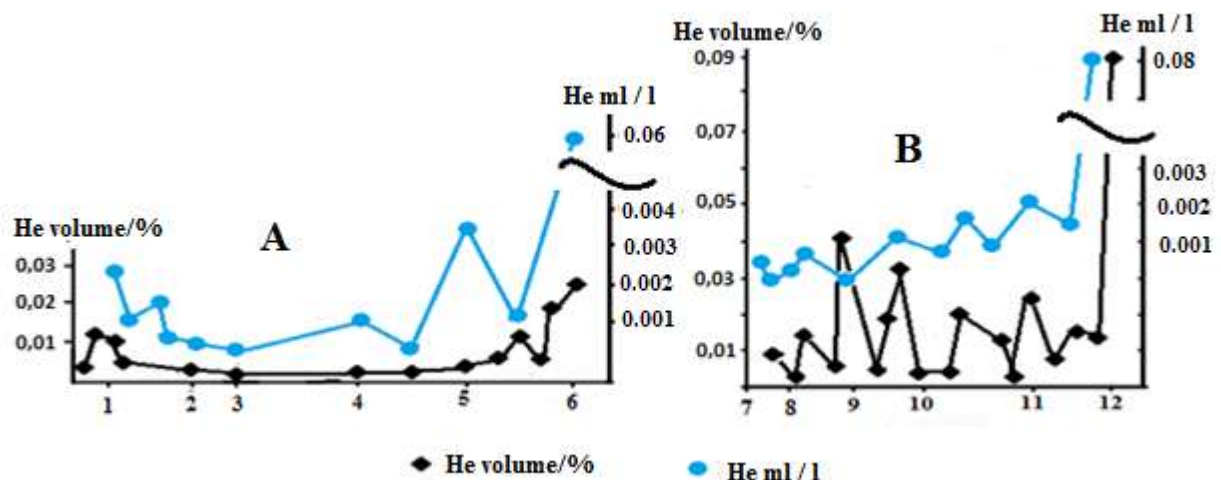 He volume/%
He ml / l
A
0,03
0,02
0,01
0.06
0.004
0.003
0.002
0.001
1 2 3 4 5 6
He volume/%
He ml / l
B
0,09
0,07
0,05
0,03
0,01
0.08
0.003
0.002
0.001
7 8 9 10 11 12
He volume/% He ml / l